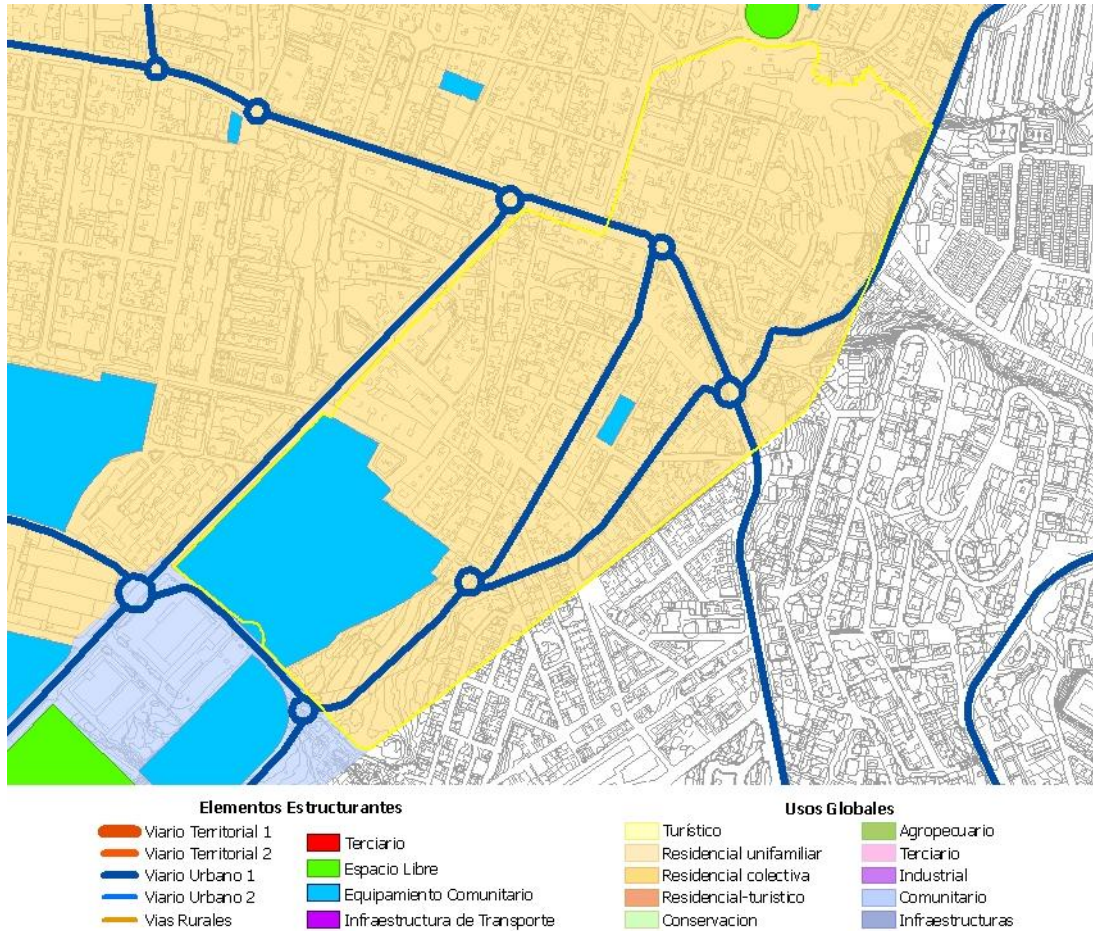 Elementos Estructurantes
Viario Territorial 1
Viario Territorial 2
Viario Urbano 1
Viario Urbano 2
Vias Rurales
Terciario
Espacio Libre
Equipamiento Comunitario
Infraestructura de Transporte
Usos Globales
Turístico
Residencial unifamiliar
Residencial colectiva
Residencial-turistico
Conservacion
Agropecuario
Terciario
Industrial
Comunitario
Infraestructuras